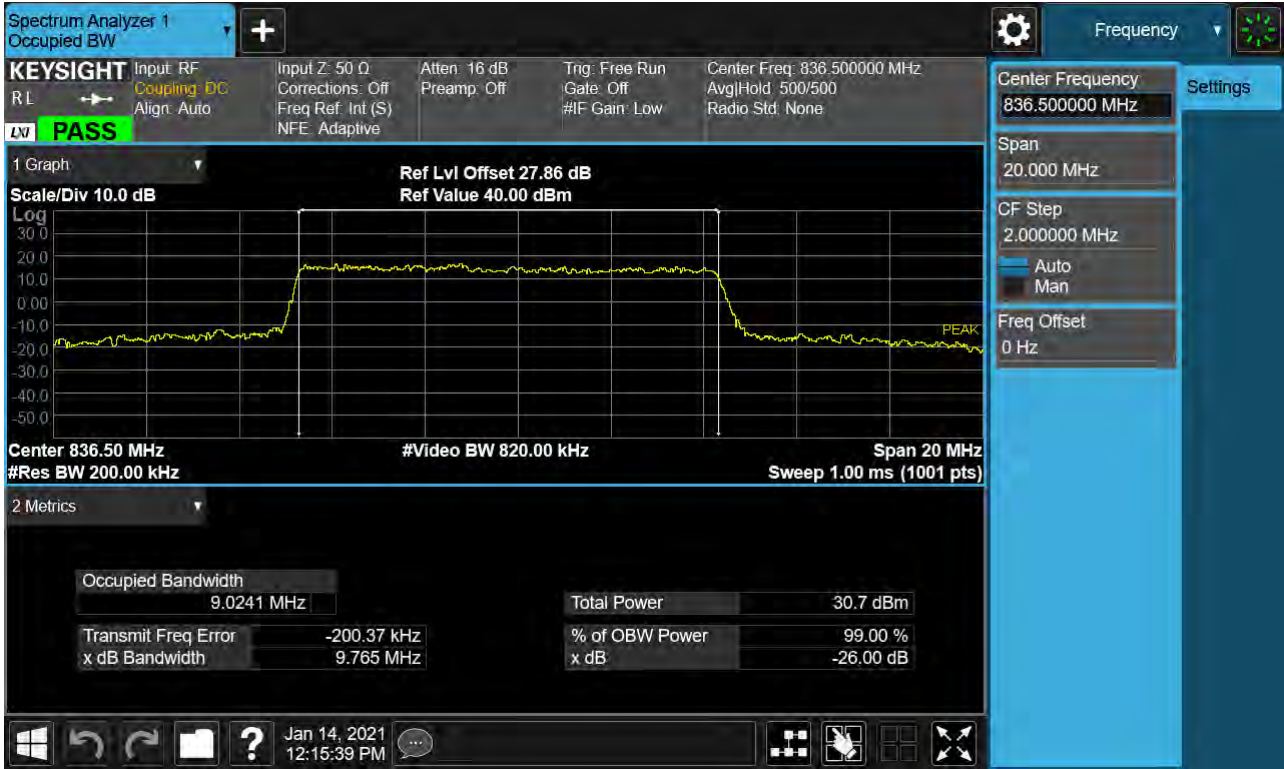 Spectrum Analyzer 1
Occupied BW
+
Frequency
KEYSIGHT
R L
LXI PASS
Input: RF
Coupling: DC
Align: Auto
Input Z: 50 Ω
Corrections: Off
Freq Ref: Int (S)
NFE: Adaptive
Atten: 16 dB
Preamp: Off
Trig: Free Run
Gate: Off
#IF Gain: Low
Center Freq: 836.500000 MHz
Avg|Hold: 500/500
Radio Std: None
Center Frequency
836.500000 MHz
Settings
Span
20.000 MHz
CF Step
2.000000 MHz
Auto
Man
Freq Offset
0 Hz
1 Graph
Scale/Div 10.0 dB
Ref Lvl Offset 27.86 dB
Ref Value 40.00 dBm
Log
30.0
20.0
10.0
0.00
-10.0
-20.0
-30.0
-40.0
-50.0
PEAK
Center 836.50 MHz
#Video BW 820.00 kHz
Span 20 MHz
#Res BW 200.00 kHz
Sweep 1.00 ms (1001 pts)
2 Metrics
Occupied Bandwidth
9.0241 MHz
Total Power 30.7 dBm
Transmit Freq Error -200.37 kHz
% of OBW Power 99.00 %
x dB Bandwidth 9.765 MHz
x dB -26.00 dB
?
Jan 14, 2021
12:15:39 PM